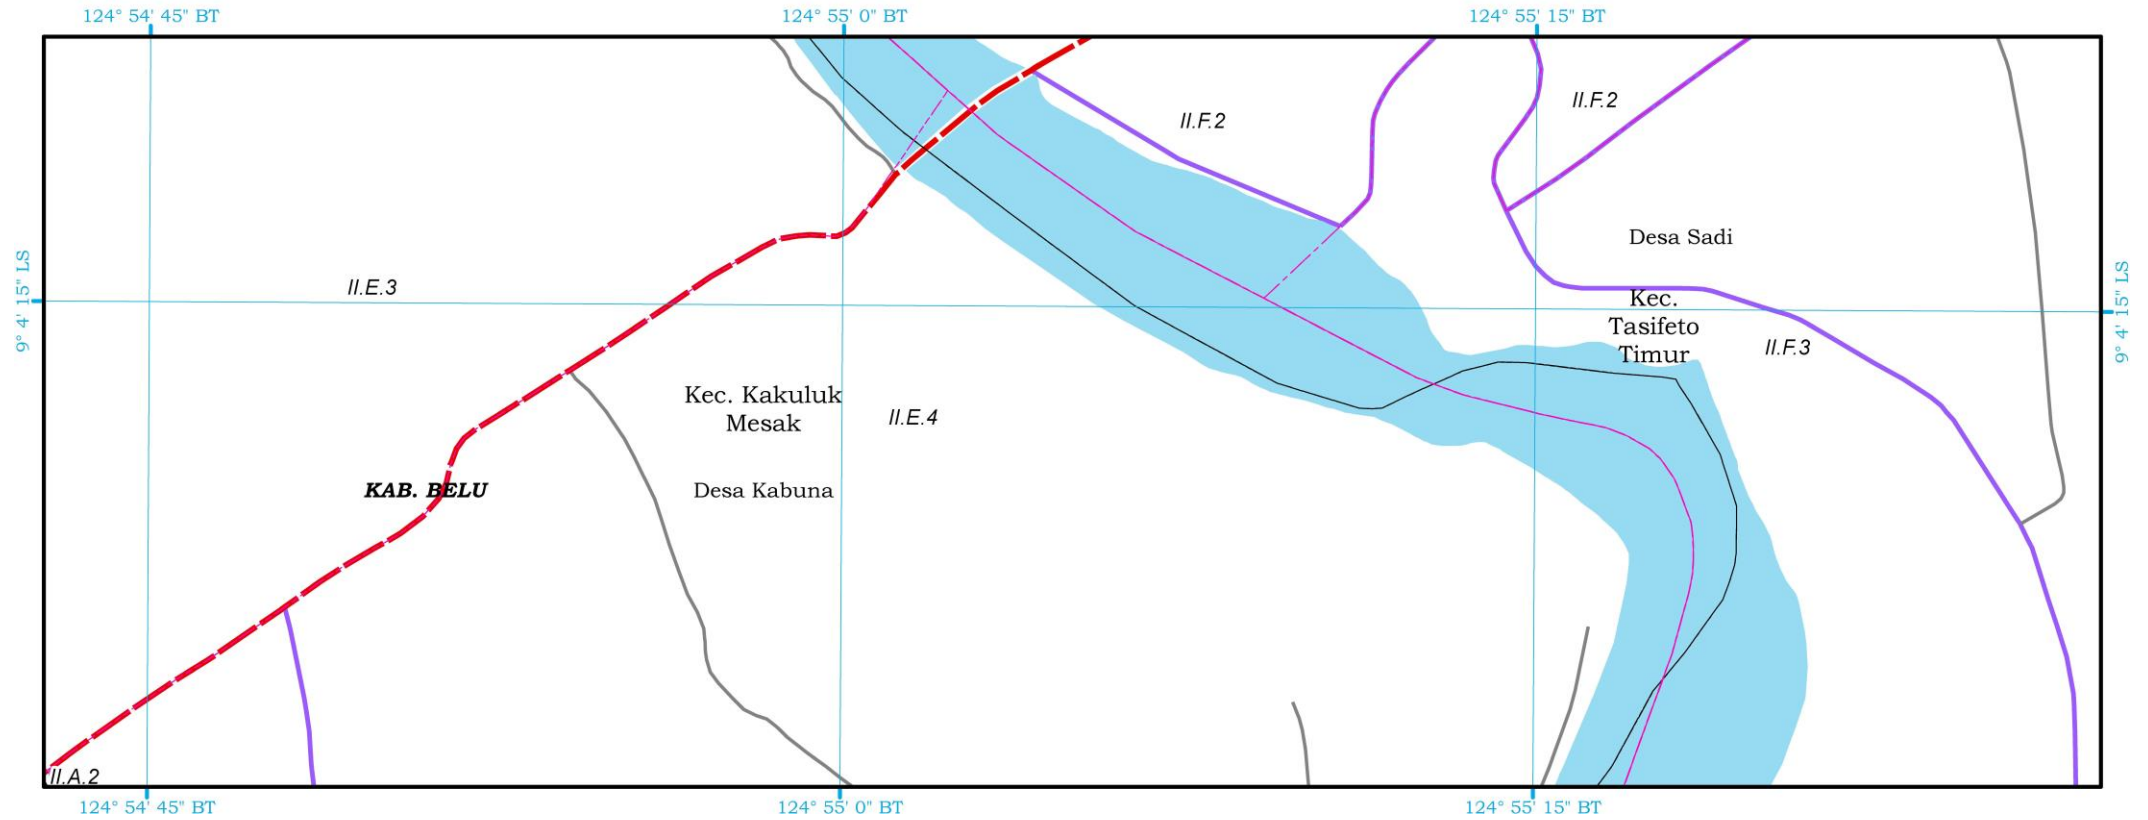 124° 54' 45" BT
124° 55' 0" BT
124° 55' 15" BT
II.F.2
II.F.2
Desa Sadi
9° 4' 15" LS
II.E.3
Kec.
Tasifeto
Timur
II.F.3
9° 4' 15" LS
Kec. Kakuluk
Mesak
II.E.4
KAB. BELU
Desa Kabuna
II.A.2
124° 54' 45" BT
124° 55' 0" BT
124° 55' 15" BT